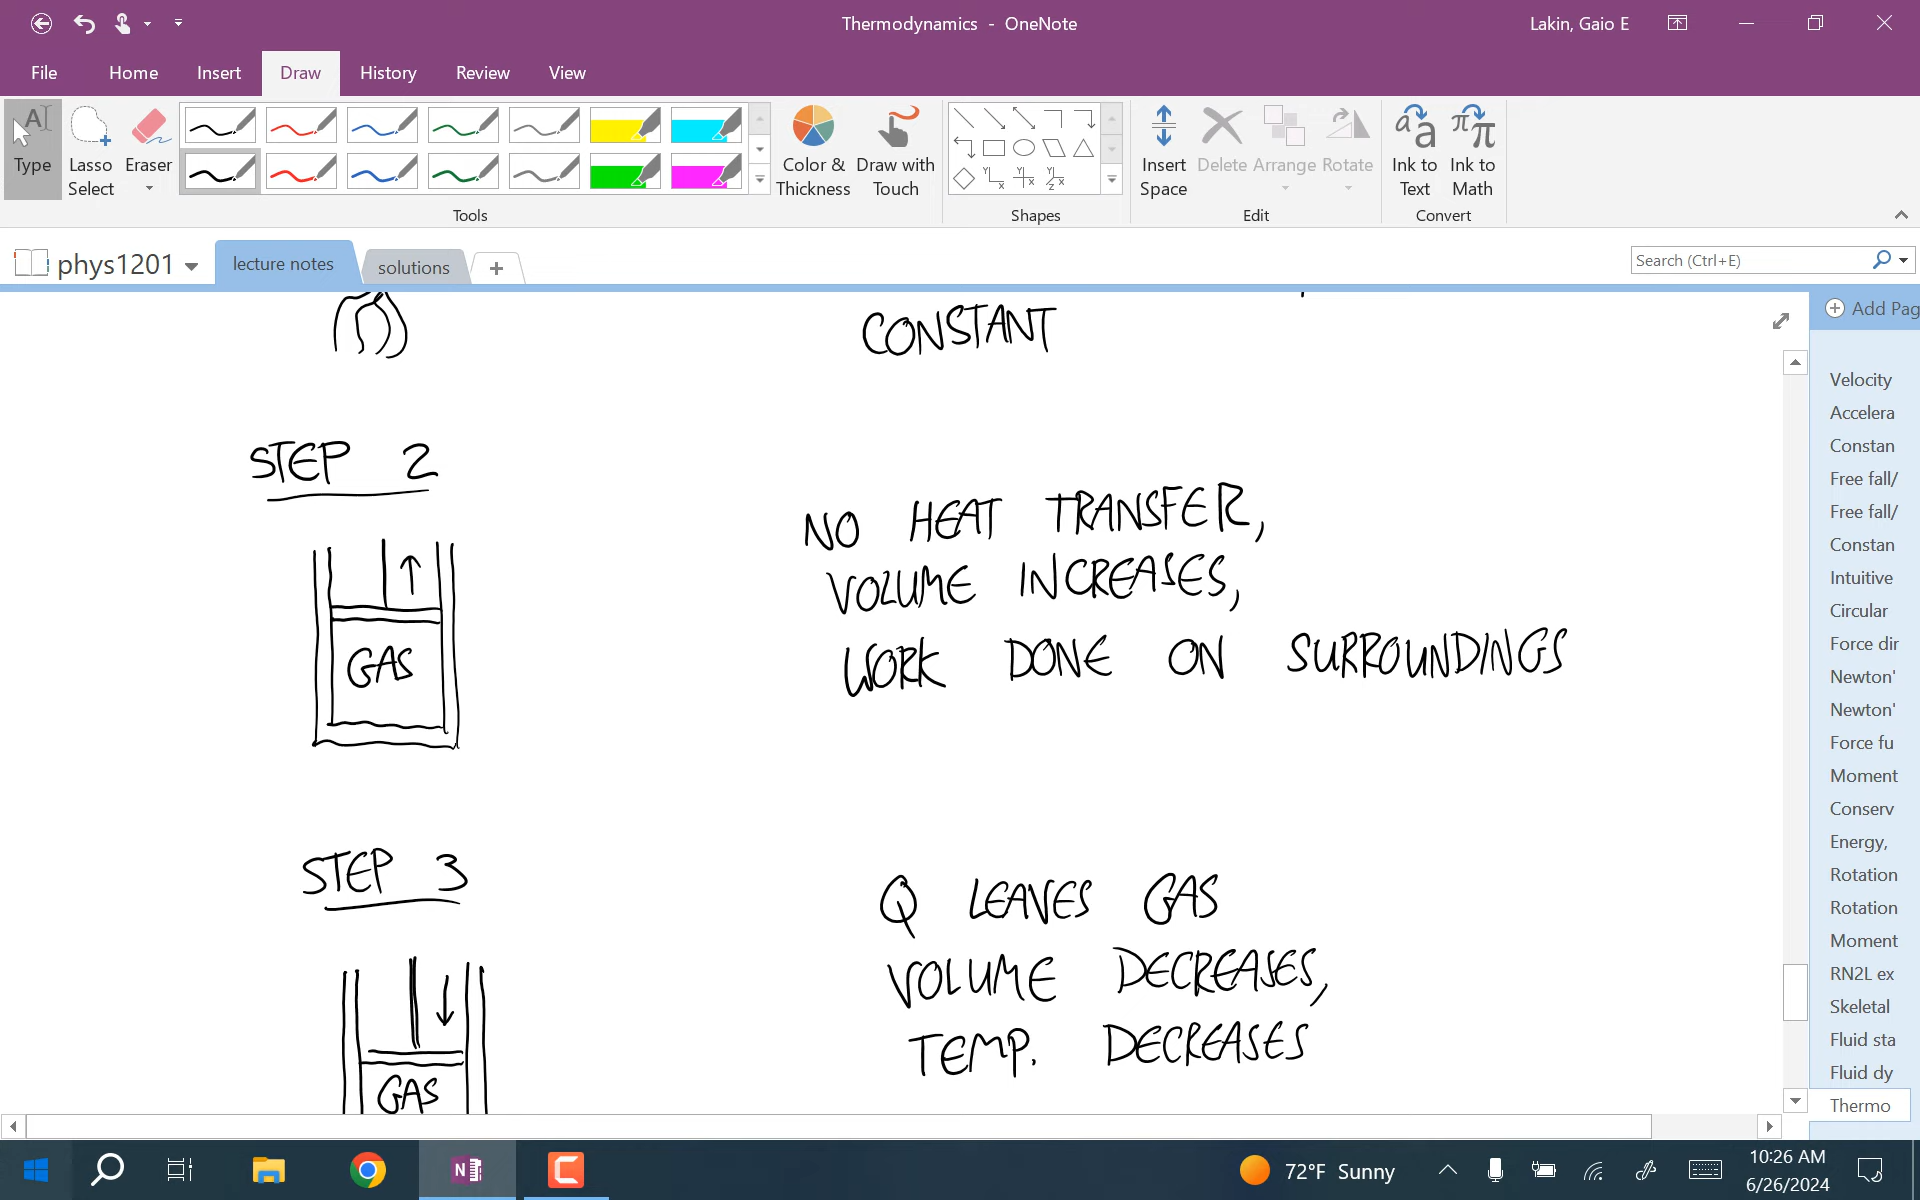 Thermodynamics - OneNote
Lakin, Gaio E
File
Home
Insert
Draw
History
Review
View
Type
Lasso Select
Eraser
Color & Thickness
Draw with Touch
Insert Space
Delete
Arrange
Rotate
Ink to Text
Ink to Math
Tools
Shapes
Edit
Convert
phys1201
lecture notes
solutions
Search (Ctrl+E)
CONSTANT
STEP 2
NO HEAT TRANSFER,
VOLUME INCREASES,
WORK DONE ON SURROUNDINGS
GAS
STEP 3
Q LEAVES GAS
VOLUME DECREASES,
TEMP. DECREASES
GAS
Add Pag
Velocity
Accelera
Constan
Free fall/
Free fall/
Constan
Intuitive
Circular
Force dir
Newton'
Newton'
Force fu
Moment
Conserv
Energy,
Rotation
Rotation
Moment
RN2L ex
Skeletal
Fluid sta
Fluid dy
Thermo
72°F Sunny
10:26 AM
6/26/2024